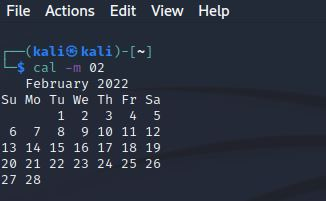 File Actions Edit View Help
┌──(kali㉿kali)-[~]
└─$ cal -m 02
February 2022
Su Mo Tu We Th Fr Sa
1 2 3 4 5
6 7 8 9 10 11 12
13 14 15 16 17 18 19
20 21 22 23 24 25 26
27 28